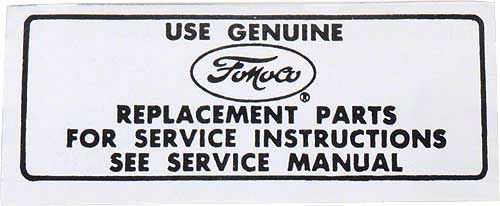 USE GENUINE
FoMoCo
®
REPLACEMENT PARTS
FOR SERVICE INSTRUCTIONS
SEE SERVICE MANUAL